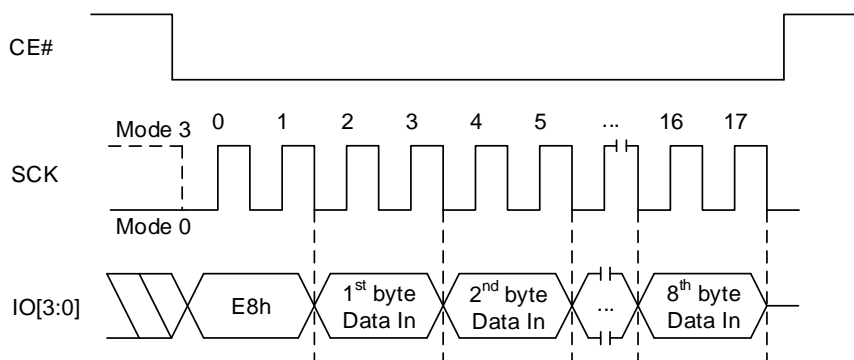 CE#
0 1 2 3 4 5 ... 16 17
Mode 3
SCK
Mode 0
IO[3:0]
E8h
1st byte
Data In
2nd byte
Data In
...
8th byte
Data In